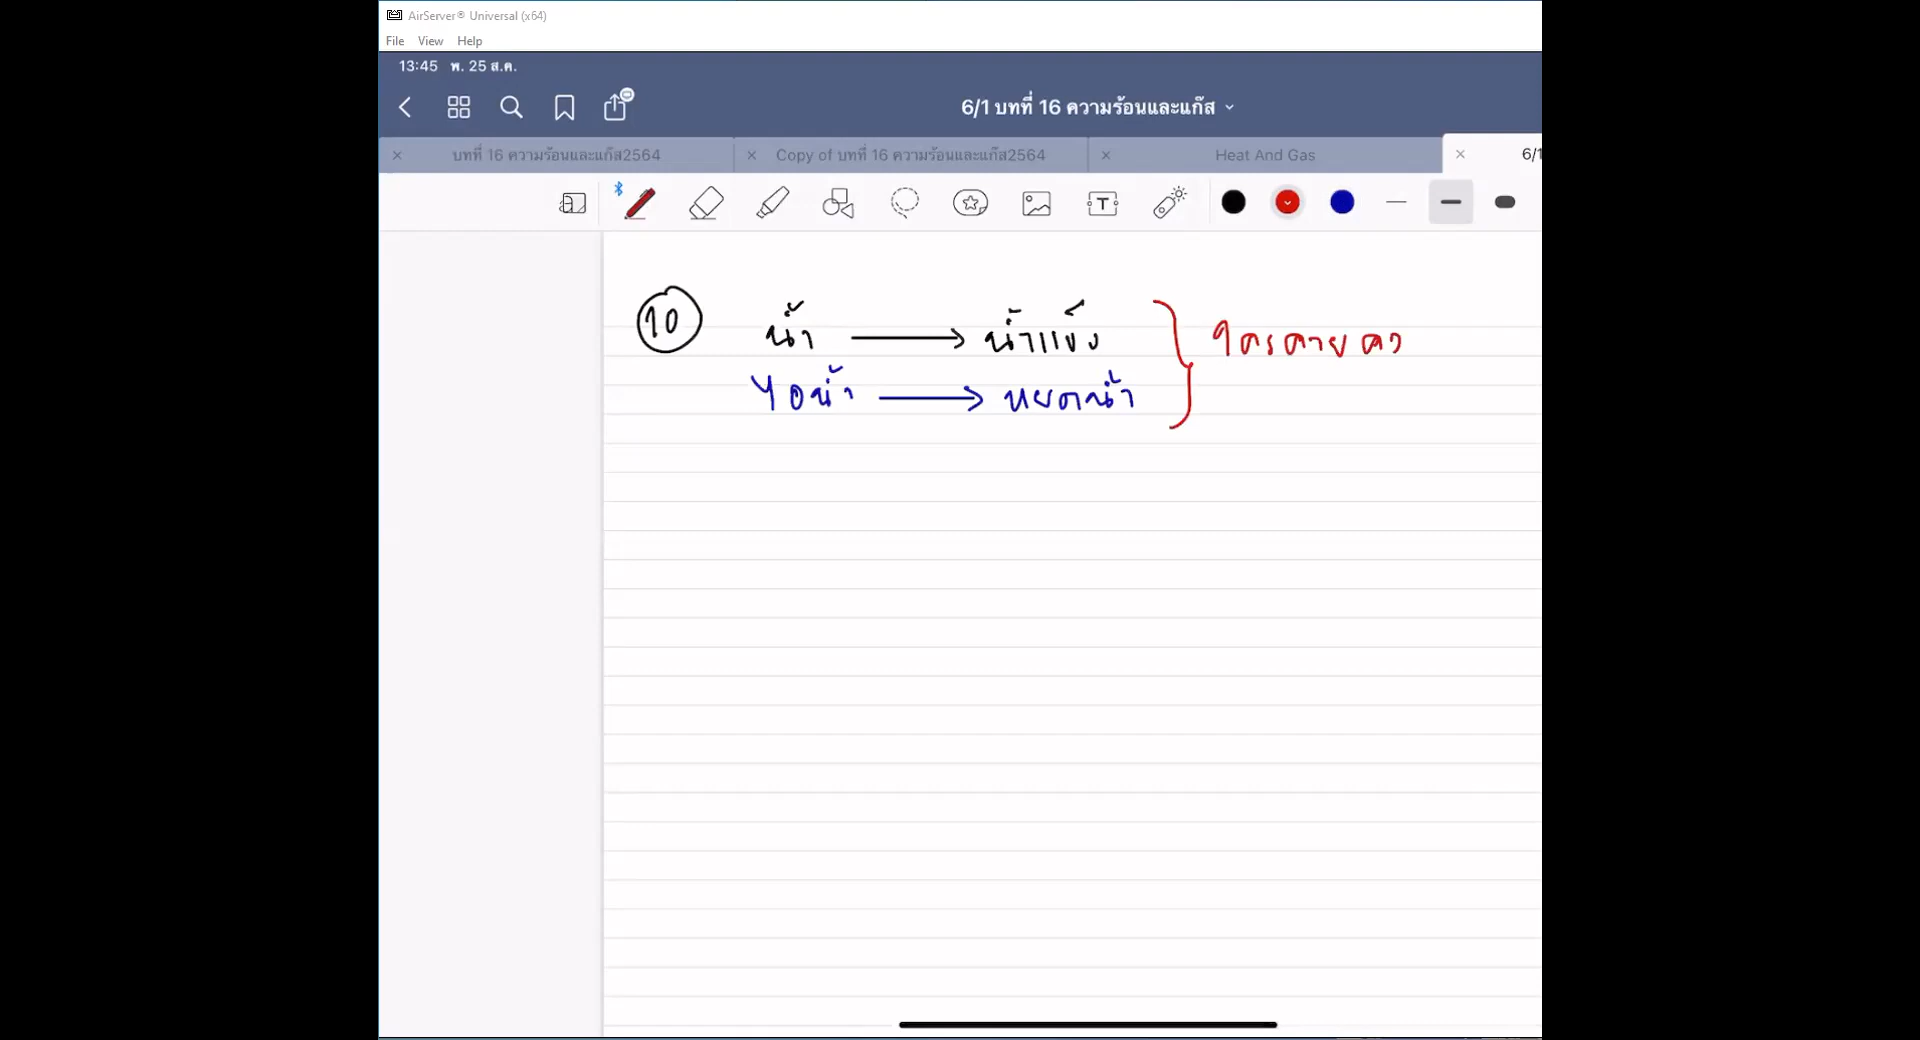 AirServer® Universal (x64)
File View Help
13:45 พ. 25 ส.ค.
6/1 บทที่ 16 ความร้อนและแก๊ส
บทที่ 16 ความร้อนและแก๊ส2564
Copy of บทที่ 16 ความร้อนและแก๊ส2564
Heat And Gas
6/1
10
น้ำ → น้ำแข็ง
ไอน้ำ → หยดน้ำ
ใครคายคว